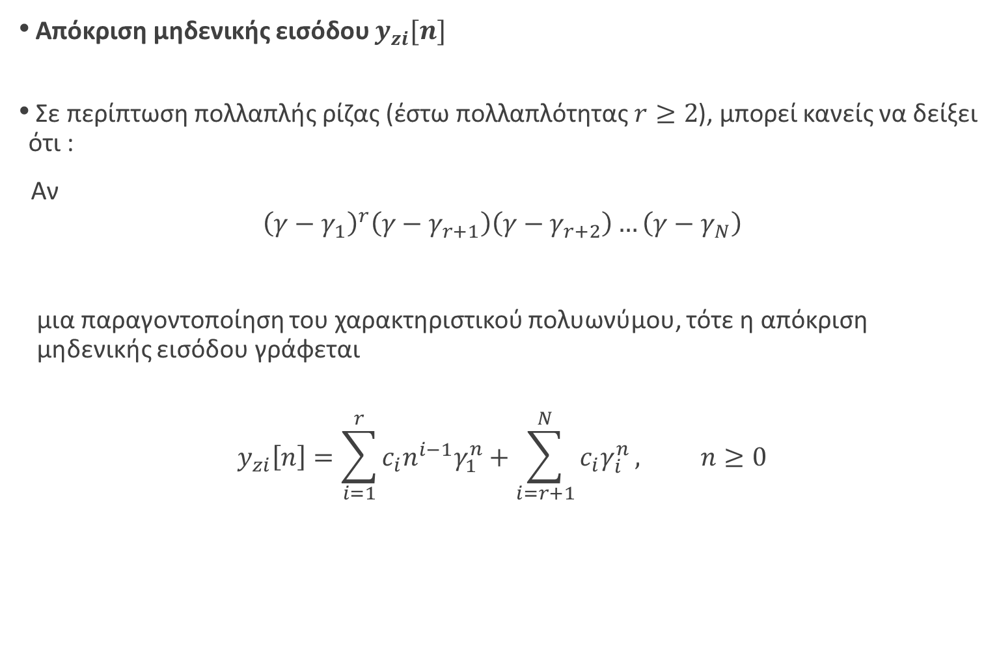 • Απόκριση μηδενικής εισόδου $y_{zi}[n]$
• Σε περίπτωση πολλαπλής ρίζας (έστω πολλαπλότητας $r \geq 2$), μπορεί κανείς να δείξει
ότι :
Αν
$(\gamma - \gamma_1)^r(\gamma - \gamma_{r+1})(\gamma - \gamma_{r+2}) \ldots (\gamma - \gamma_N)$
μια παραγοντοποίηση του χαρακτηριστικού πολυωνύμου, τότε η απόκριση
μηδενικής εισόδου γράφεται
$y_{zi}[n] = \sum_{i=1}^{r} c_i n^{i-1} \gamma_1^n + \sum_{i=r+1}^{N} c_i \gamma_i^n, \quad n \geq 0$